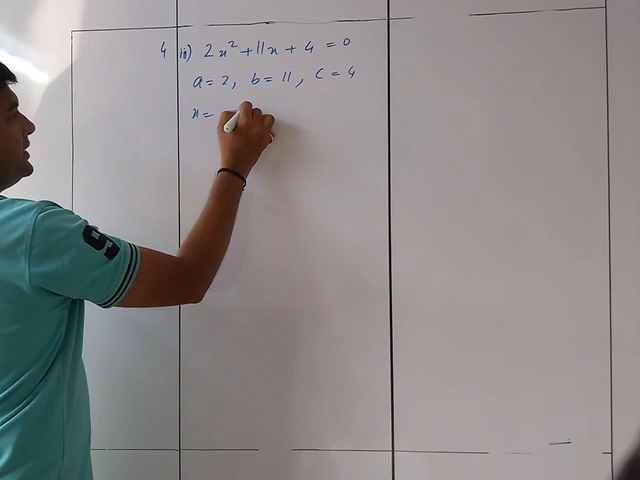 4 iii) 2x² + 11x + 4 = 0
a = 2, b = 11, c = 4
x =